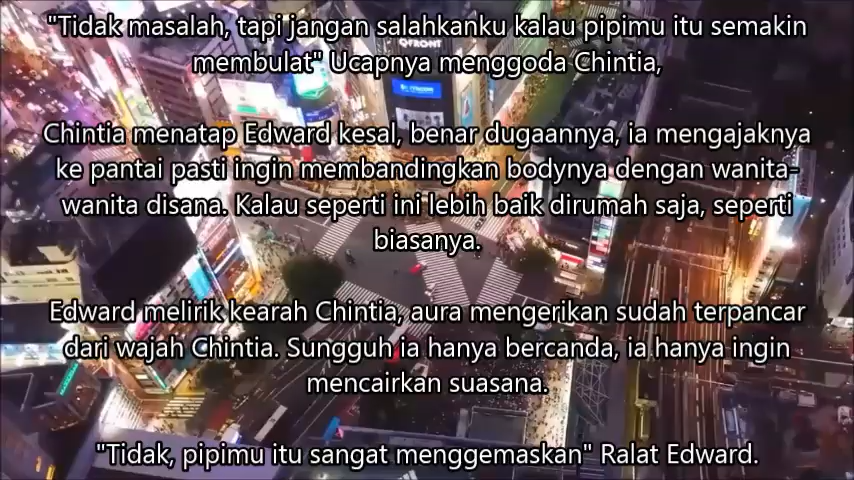 "Tidak masalah, tapi jangan salahkanku kalau pipimu itu semakin
membulat" Ucapnya menggoda Chintia,
Chintia menatap Edward kesal, benar dugaannya, ia mengajaknya
ke pantai pasti ingin membandingkan bodynya dengan wanita-
wanita disana. Kalau seperti ini lebih baik dirumah saja, seperti
biasanya.
Edward melirik kearah Chintia, aura mengerikan sudah terpancar
dari wajah Chintia. Sungguh ia hanya bercanda, ia hanya ingin
mencairkan suasana.
"Tidak, pipimu itu sangat menggemaskan" Ralat Edward.
QFRONT